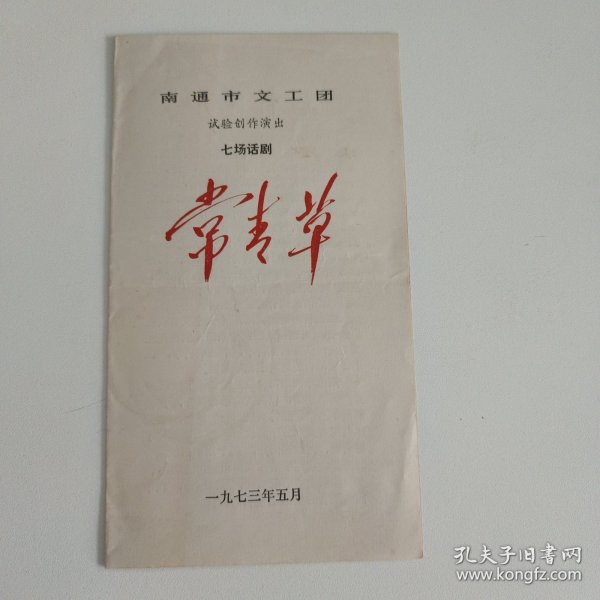 南通市文工团
试验创作演出
七场话剧
常青草
一九七三年五月
孔夫子旧书网
www.kongfz.com